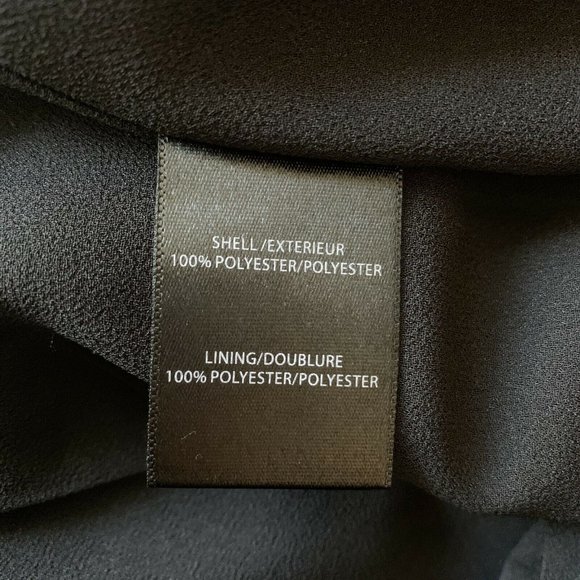 SHELL/EXTERIEUR
100% POLYESTER/POLYESTER
LINING/DOUBLURE
100% POLYESTER/POLYESTER